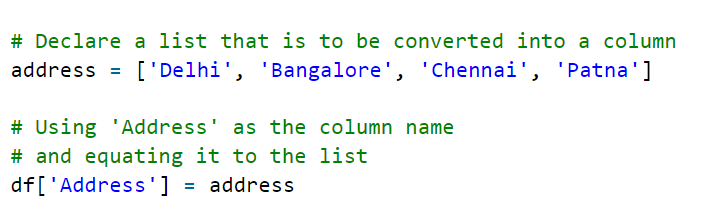 # Declare a list that is to be converted into a column
address = ['Delhi', 'Bangalore', 'Chennai', 'Patna']
# Using 'Address' as the column name
# and equating it to the list
df['Address'] = address